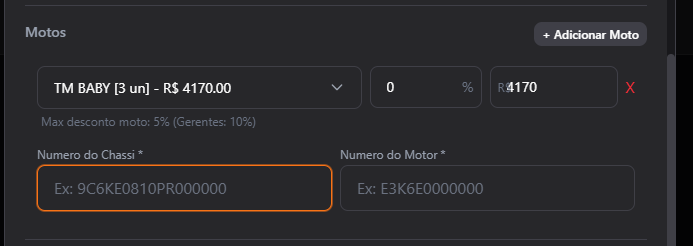 Motos
+ Adicionar Moto
TM BABY [3 un] - R$ 4170.00
0
%
R$
4170
X
Max desconto moto: 5% (Gerentes: 10%)
Numero do Chassi *
Numero do Motor *
Ex: 9C6KE0810PR000000
Ex: E3K6E0000000